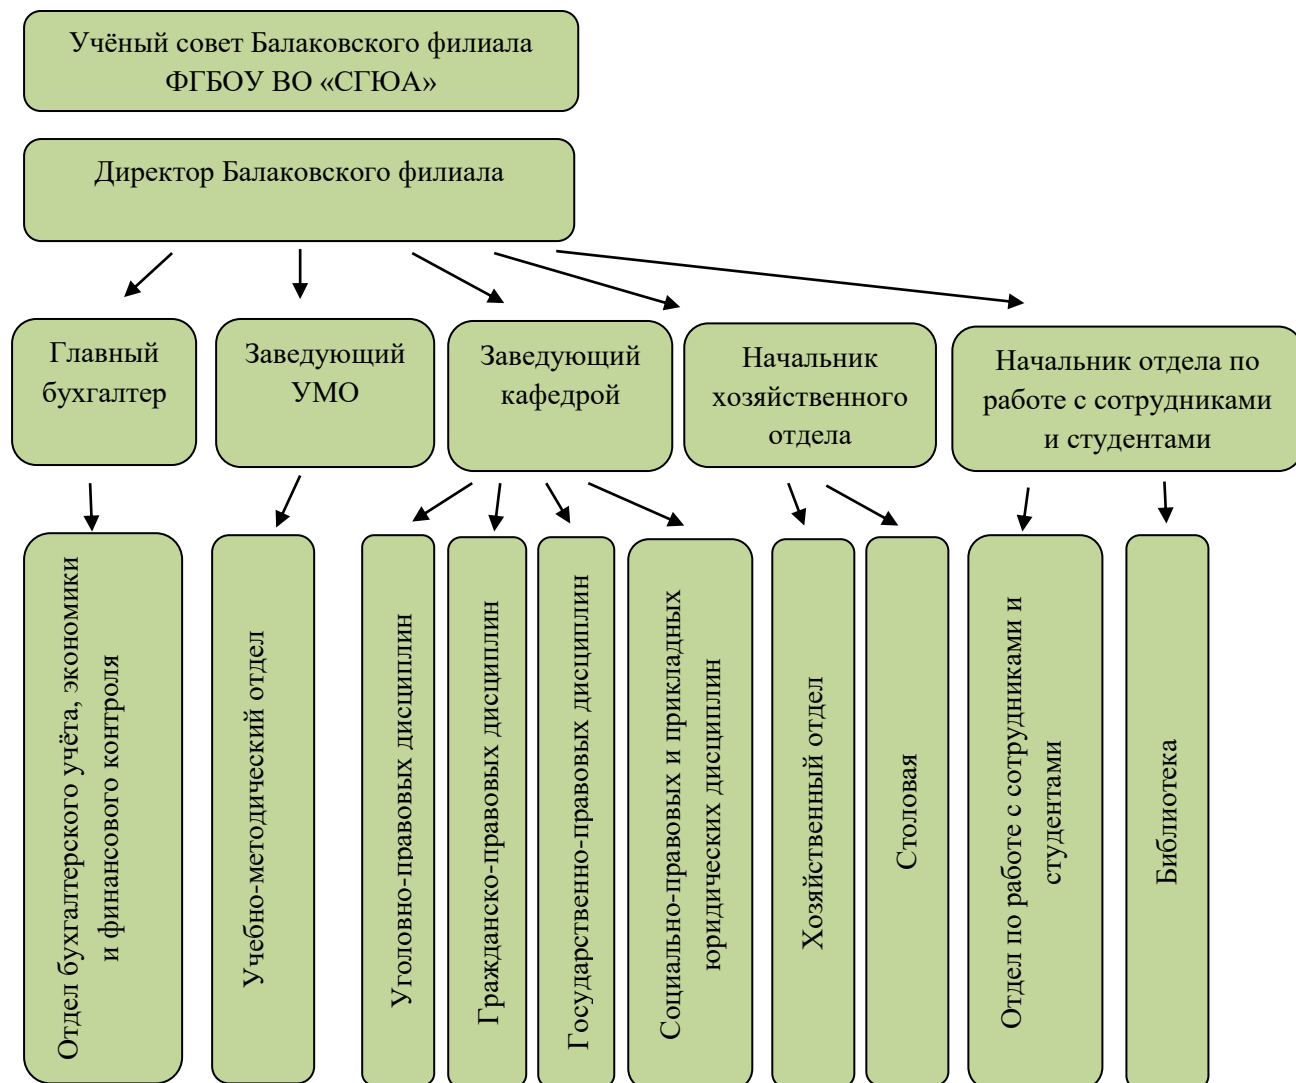 Учёный совет Балаковского филиала
ФГБОУ ВО «СГЮА»
Директор Балаковского филиала
Главный
бухгалтер
Заведующий
УМО
Заведующий
кафедрой
Начальник
хозяйственного
отдела
Начальник отдела по
работе с сотрудниками
и студентами
Отдел бухгалтерского учёта, экономики
и финансового контроля
Учебно-методический отдел
Уголовно-правовых дисциплин
Гражданско-правовых дисциплин
Государственно-правовых дисциплин
Социально-правовых и прикладных
юридических дисциплин
Хозяйственный отдел
Столовая
Отдел по работе с сотрудниками и
студентами
Библиотека